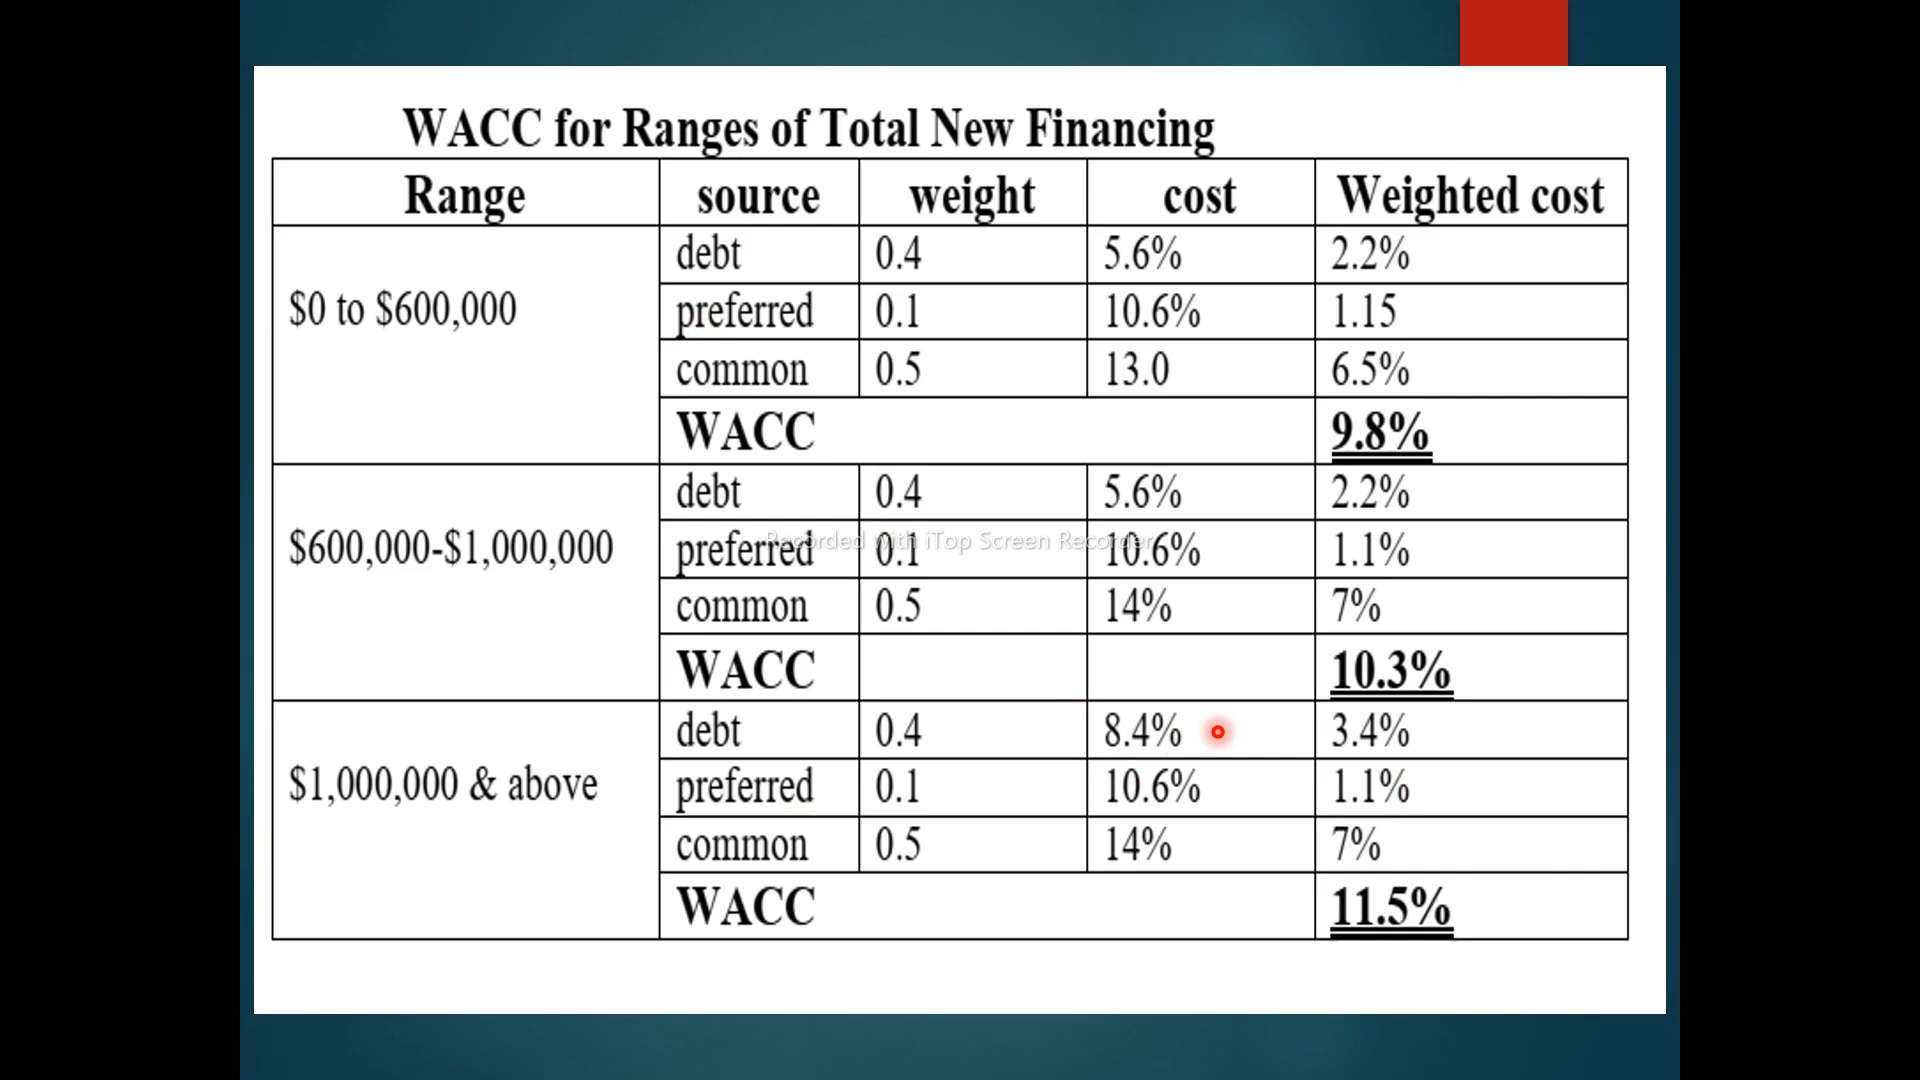 WACC for Ranges of Total New Financing
Range source weight cost Weighted cost
$0 to $600,000
debt 0.4 5.6% 2.2%
preferred 0.1 10.6% 1.15
common 0.5 13.0 6.5%
WACC 9.8%
$600,000-$1,000,000
debt 0.4 5.6% 2.2%
preferred 0.1 10.6% 1.1%
Recorded with iTop Screen Recorder
common 0.5 14% 7%
WACC 10.3%
$1,000,000 & above
debt 0.4 8.4% 3.4%
preferred 0.1 10.6% 1.1%
common 0.5 14% 7%
WACC 11.5%